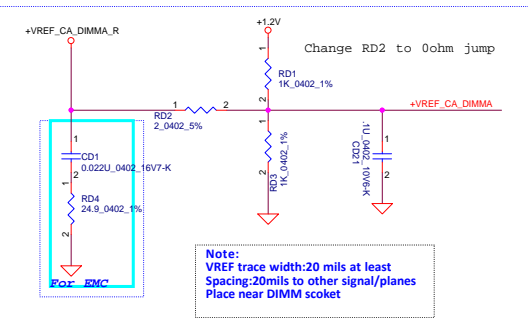 +1.2V
+VREF_CA_DIMMA_R
Change RD2 to 0ohm jump
1
RD1
1K_0402_1%
2
1
2
+VREF_CA_DIMMA
RD2
2_0402_5%
1
CD1
0.022U_0402_16V7-K
2
1
RD4
24.9_0402_1%
2
For EMC
1
RD3
1K_0402_1%
2
1
CD21
.1U_0402_10V6-K
2
Note:
VREF trace width:20 mils at least
Spacing:20mils to other signal/planes
Place near DIMM scoket